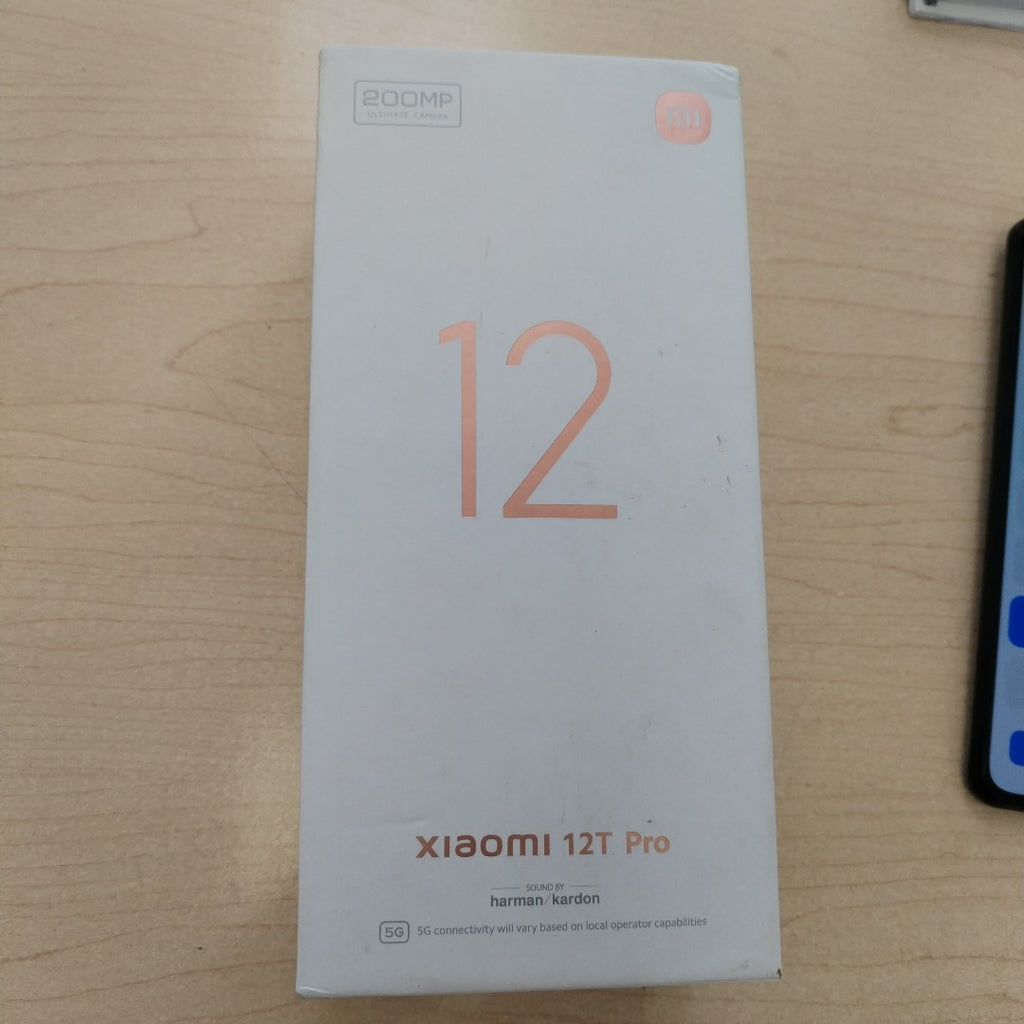 200MP
ULTIMATE CAMERA
mi
12
xiaomi 12T Pro
SOUND BY
harman/kardon
5G
5G connectivity will vary based on local operator capabilities